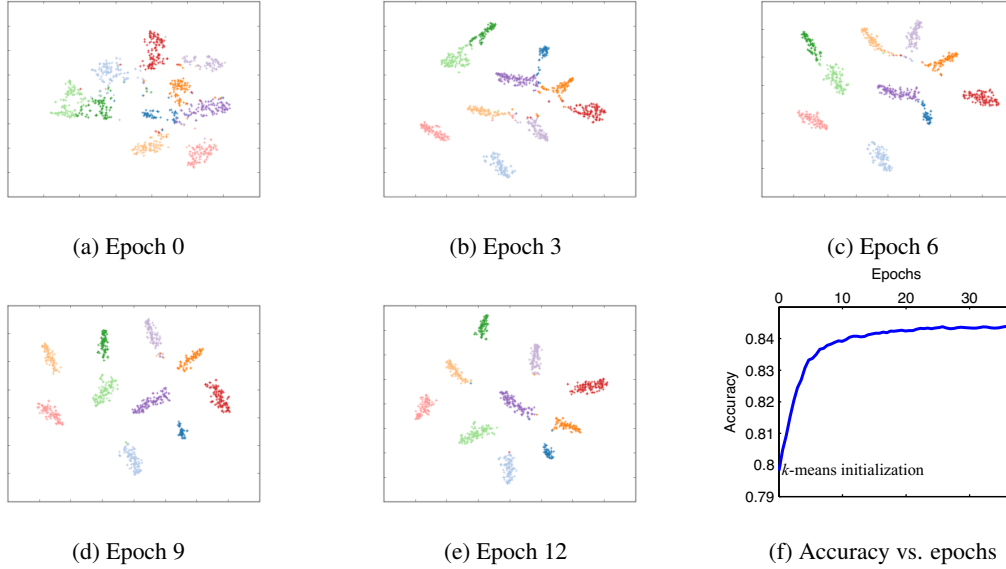 (a) Epoch 0
(b) Epoch 3
(c) Epoch 6
Epochs
0 10 20 30
0.84
0.83
0.82
0.81
0.8
0.79
Accuracy
k-means initialization
(d) Epoch 9
(e) Epoch 12
(f) Accuracy vs. epochs